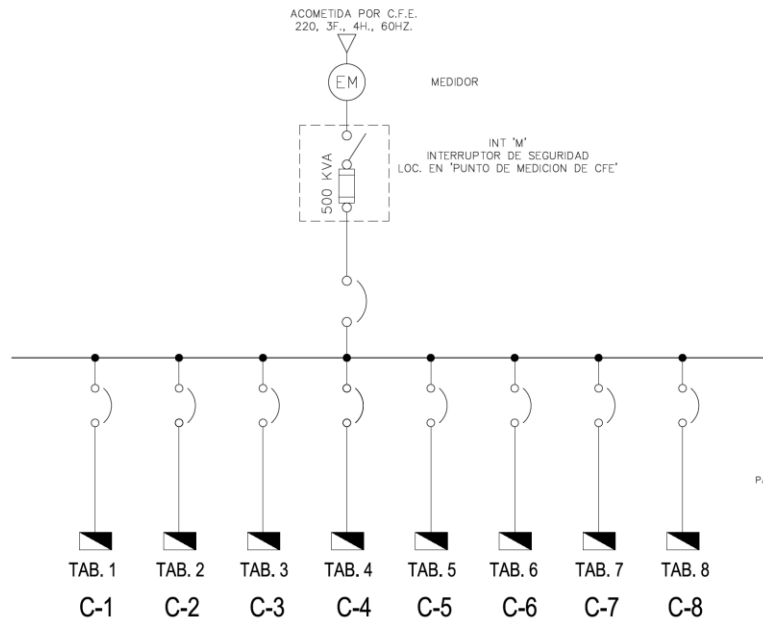 ACOMETIDA POR C.F.E.
220, 3F., 4H., 60HZ.
EM
MEDIDOR
500 KVA
INT "M"
INTERRUPTOR DE SEGURIDAD
LOC. EN "PUNTO DE MEDICION DE CFE"
TAB. 1 TAB. 2 TAB. 3 TAB. 4 TAB. 5 TAB. 6 TAB. 7 TAB. 8
C-1 C-2 C-3 C-4 C-5 C-6 C-7 C-8